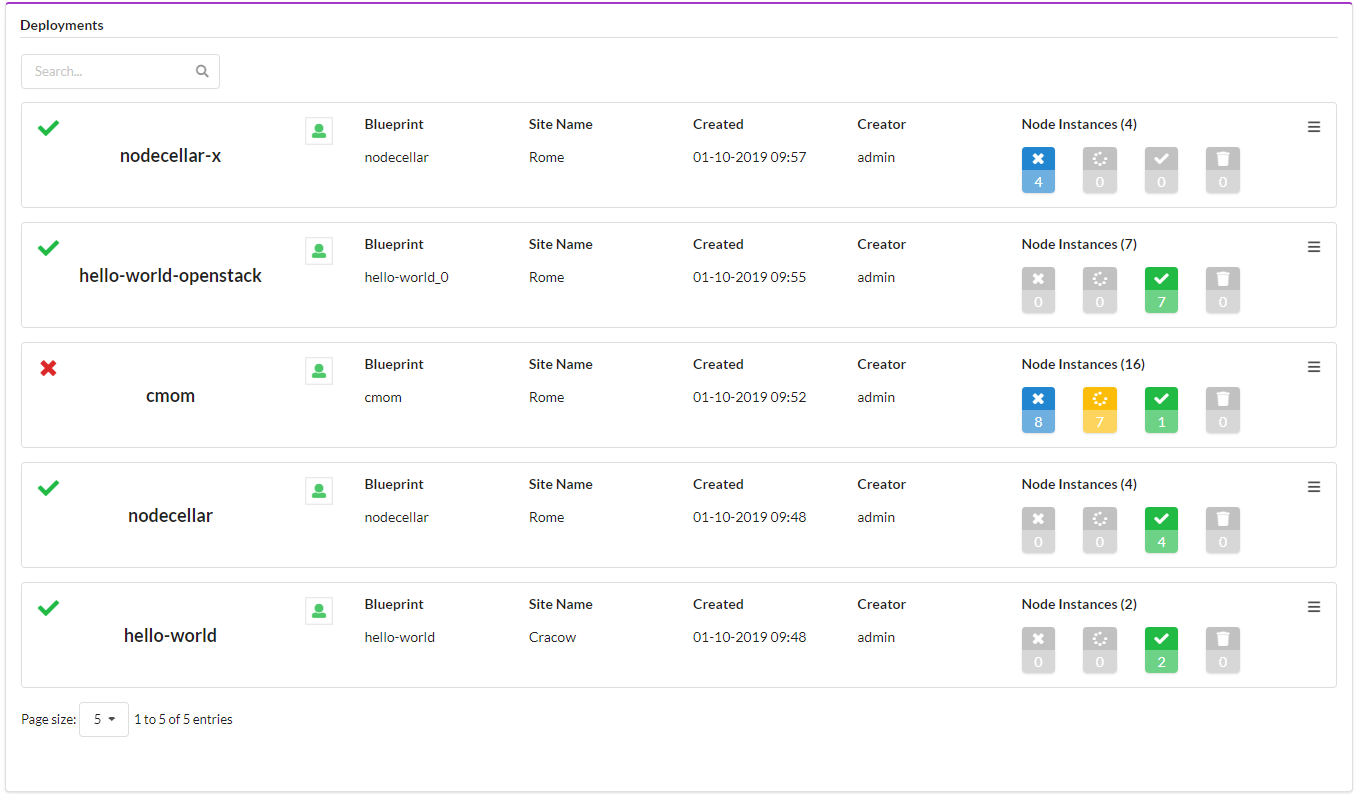 Deployments
Search...
Blueprint Site Name Created Creator Node Instances (4)
nodecellar-x nodecellar Rome 01-10-2019 09:57 admin
4 0 0 0
Blueprint Site Name Created Creator Node Instances (7)
hello-world-openstack hello-world_0 Rome 01-10-2019 09:55 admin
0 0 7 0
Blueprint Site Name Created Creator Node Instances (16)
cmom cmom Rome 01-10-2019 09:52 admin
8 7 1 0
Blueprint Site Name Created Creator Node Instances (4)
nodecellar nodecellar Rome 01-10-2019 09:48 admin
0 0 4 0
Blueprint Site Name Created Creator Node Instances (2)
hello-world hello-world Cracow 01-10-2019 09:48 admin
0 0 2 0
Page size: 5 1 to 5 of 5 entries